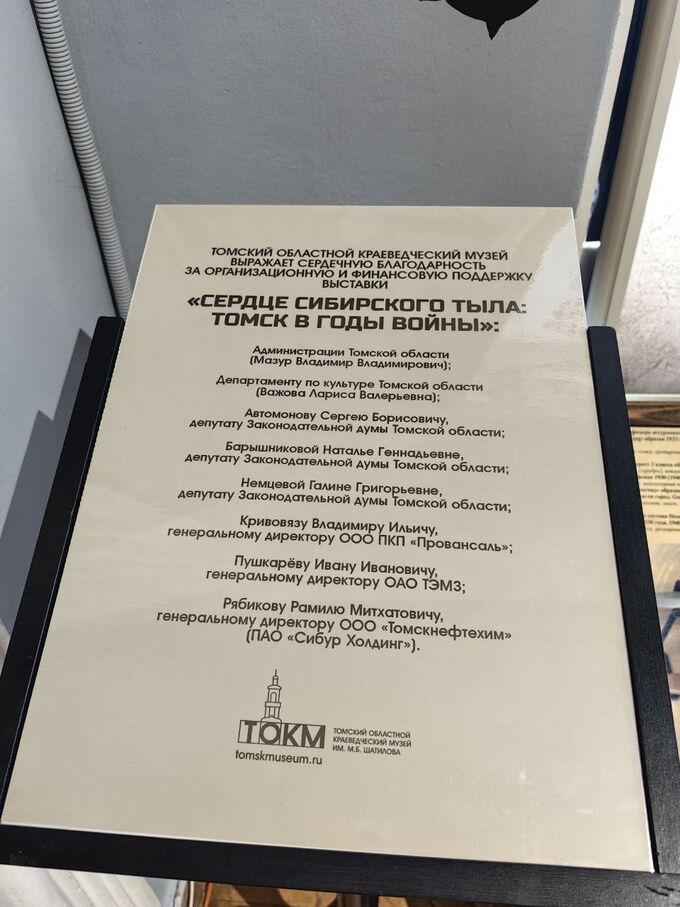 ТОМСКИЙ ОБЛАСТНОЙ КРАЕВЕДЧЕСКИЙ МУЗЕЙ
ВЫРАЖАЕТ СЕРДЕЧНУЮ БЛАГОДАРНОСТЬ
ЗА ОРГАНИЗАЦИОННУЮ И ФИНАНСОВУЮ ПОДДЕРЖКУ
ВЫСТАВКИ
«СЕРДЦЕ СИБИРСКОГО ТЫЛА:
ТОМСК В ГОДЫ ВОЙНЫ»:
Администрации Томской области
(Мазур Владимир Владимирович);
Департаменту по культуре Томской области
(Важова Лариса Валерьевна);
Автомонову Сергею Борисовичу,
депутату Законодательной думы Томской области;
Барышниковой Наталье Геннадьевне,
депутату Законодательной думы Томской области;
Немцевой Галине Григорьевне,
депутату Законодательной думы Томской области;
Кривовязу Владимиру Ильичу,
генеральному директору ООО ПКП «Провансаль»;
Пушкарёву Ивану Ивановичу,
генеральному директору ОАО ТЭМЗ;
Рябикову Рамилю Митхатовичу,
генеральному директору ООО «Томскнефтехим»
(ПАО «Сибур Холдинг»).
ТОКМ
ТОМСКИЙ ОБЛАСТНОЙ
КРАЕВЕДЧЕСКИЙ МУЗЕЙ
ИМ. М.Б. ШАТИЛОВА
tomskmuseum.ru